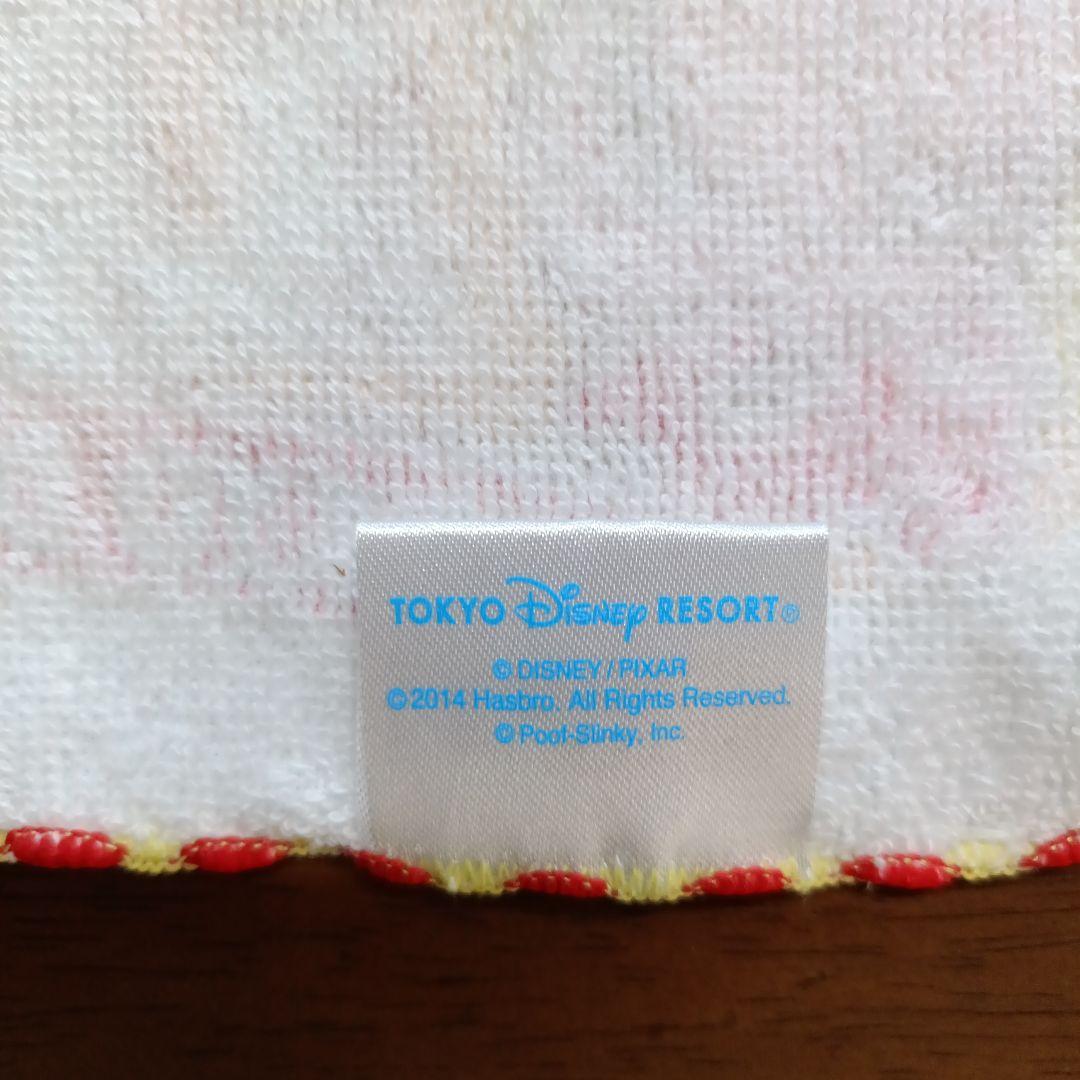 TOKYO Disney RESORT®
© DISNEY / PIXAR
© 2014 Hasbro. All Rights Reserved.
© Poof-Slinky, Inc.